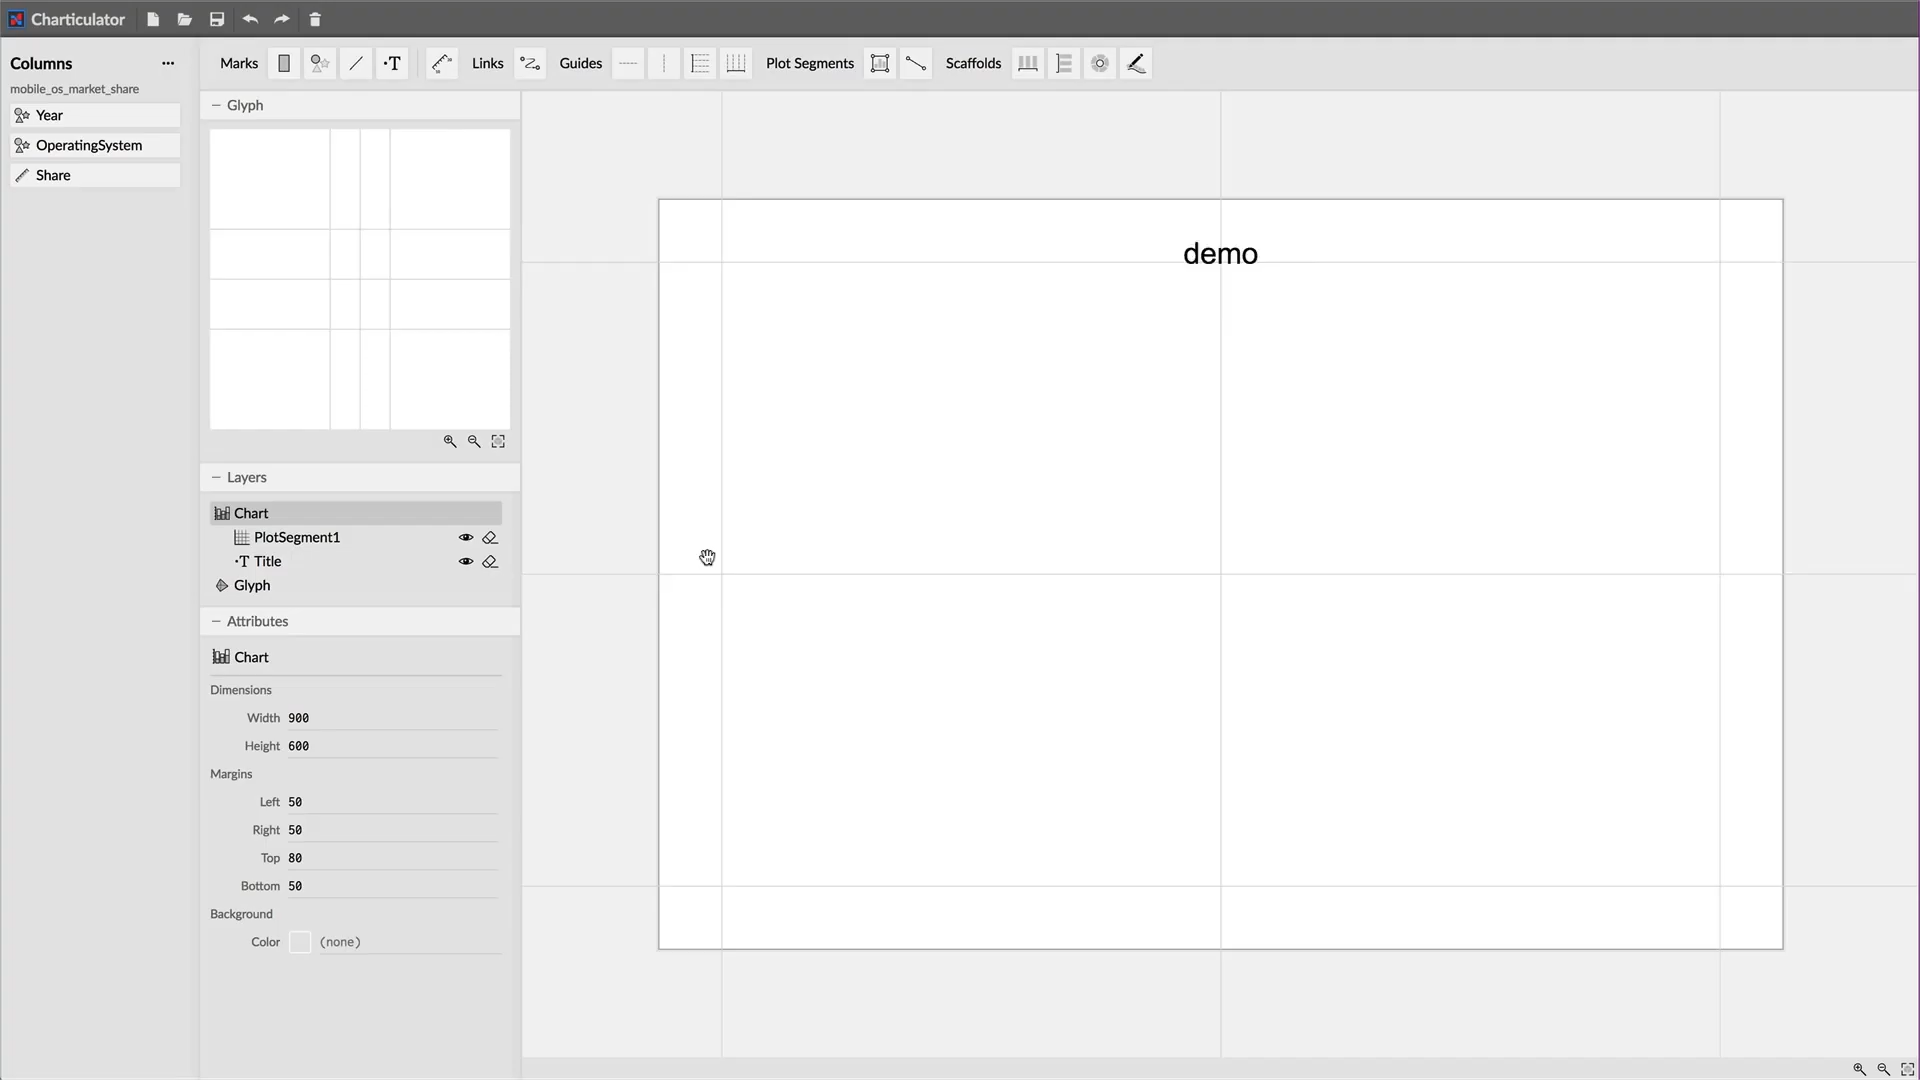 Charticulator
Columns
mobile_os_market_share
Year
OperatingSystem
Share
Marks
T
Links
Guides
Plot Segments
Scaffolds
Glyph
Layers
Chart
PlotSegment1
T Title
Glyph
Attributes
Chart
Dimensions
Width 900
Height 600
Margins
Left 50
Right 50
Top 80
Bottom 50
Background
Color (none)
demo